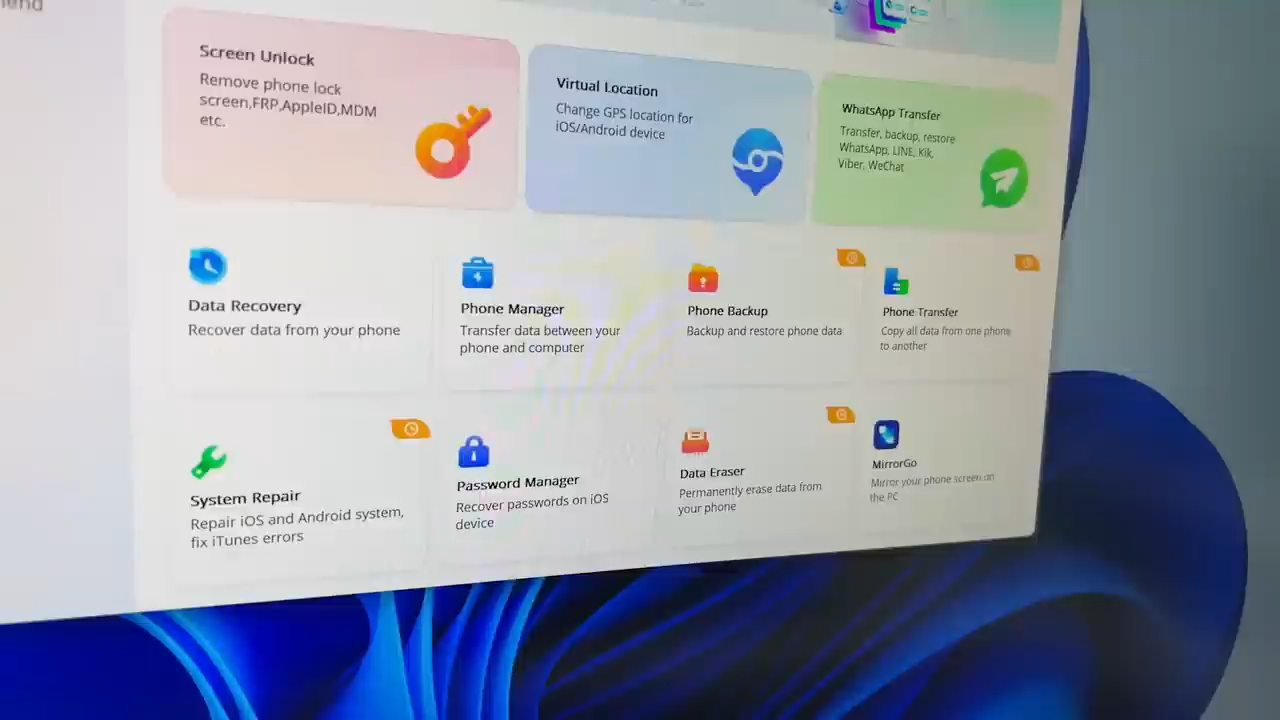 Screen Unlock
Remove phone lock
screen,FRP,AppleID,MDM
etc.
Virtual Location
Change GPS location for
iOS/Android device
WhatsApp Transfer
Transfer, backup, restore
WhatsApp, LINE, Kik,
Viber, WeChat
Data Recovery
Recover data from your phone
Phone Manager
Transfer data between your
phone and computer
Phone Backup
Backup and restore phone data
Phone Transfer
Copy all data from one phone
to another
System Repair
Repair iOS and Android system,
fix iTunes errors
Password Manager
Recover passwords on iOS
device
Data Eraser
Permanently erase data from
your phone
MirrorGo
Mirror your phone screen on
the PC